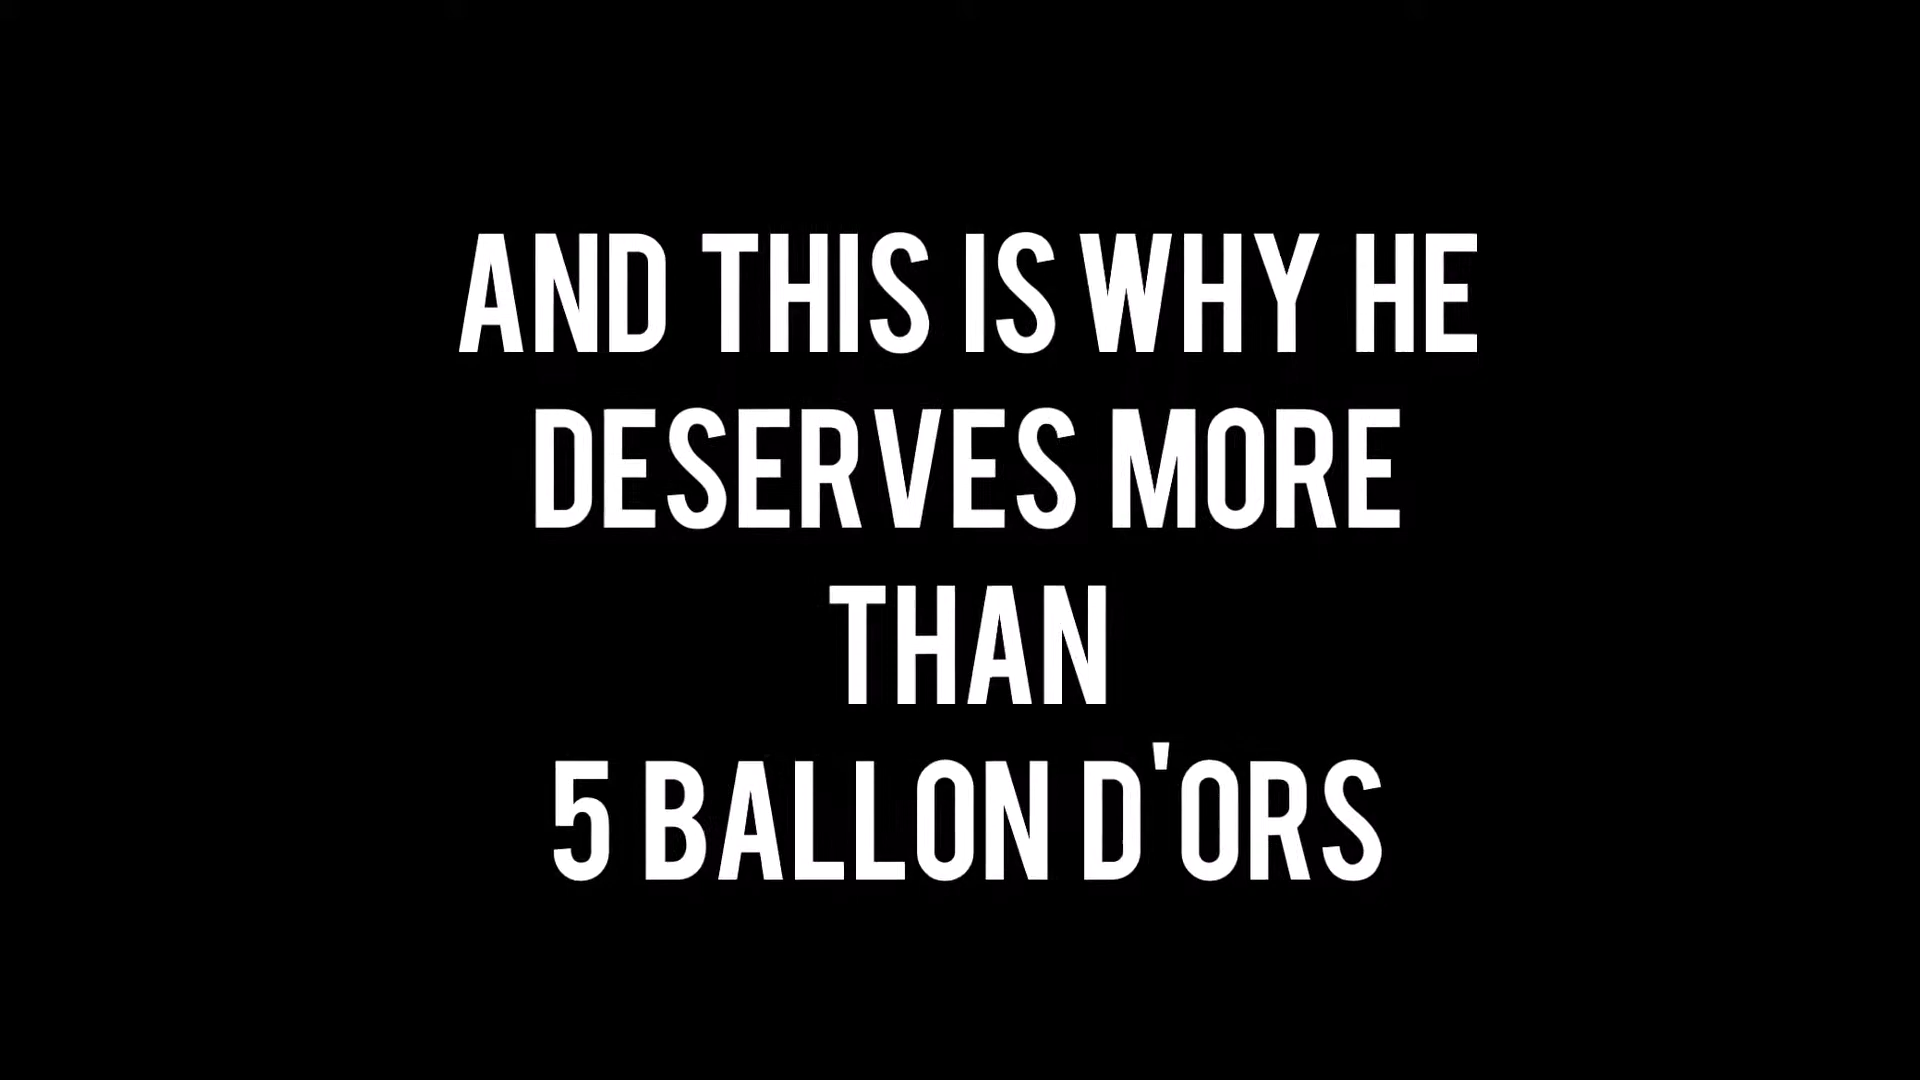 AND THIS IS WHY HE
DESERVES MORE
THAN
5 BALLON D'ORS